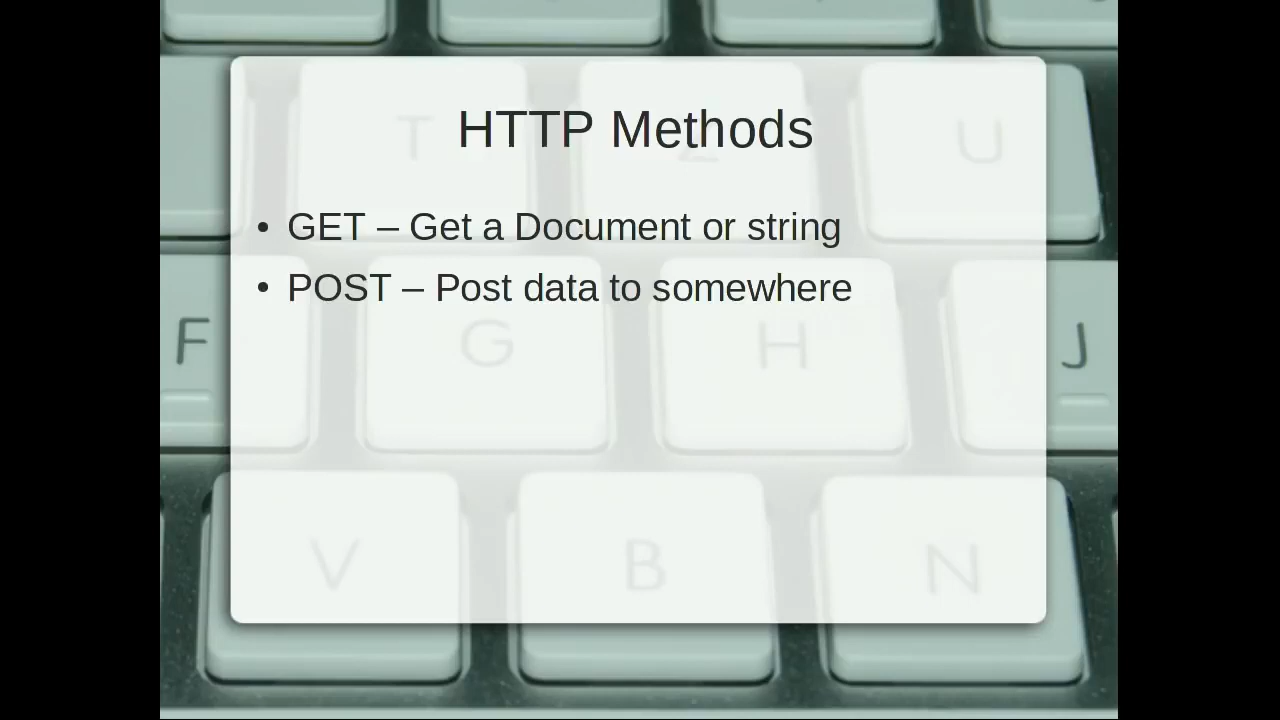 HTTP Methods
• GET – Get a Document or string
• POST – Post data to somewhere
T Z U
F G H J
V B N